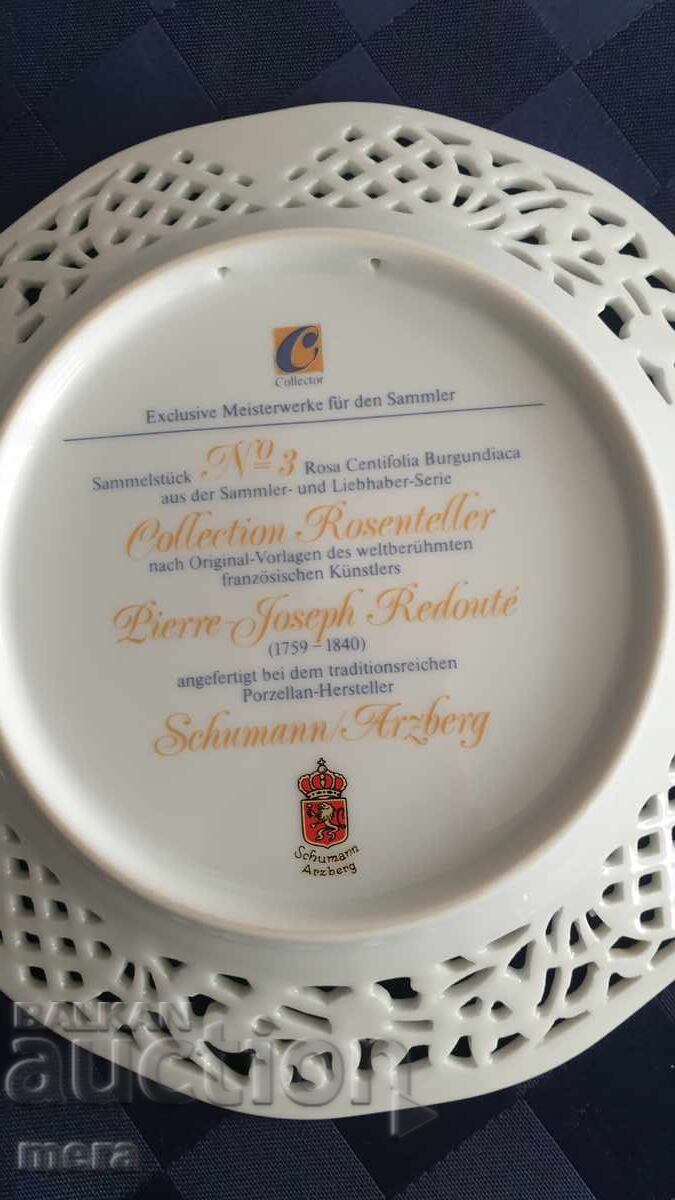 C
Collector
Exclusive Meisterwerke für den Sammler
Sammelstück No 3 Rosa Centifolia Burgundiaca
aus der Sammler- und Liebhaber-Serie
Collection Rosenteller
nach Original-Vorlagen des weltberühmten
französischen Künstlers
Pierre-Joseph Redouté
(1759 – 1840)
angefertigt bei dem traditionsreichen
Porzellan-Hersteller
Schumann/Arzberg
Schumann
Arzberg
BALKAN
auction
mera